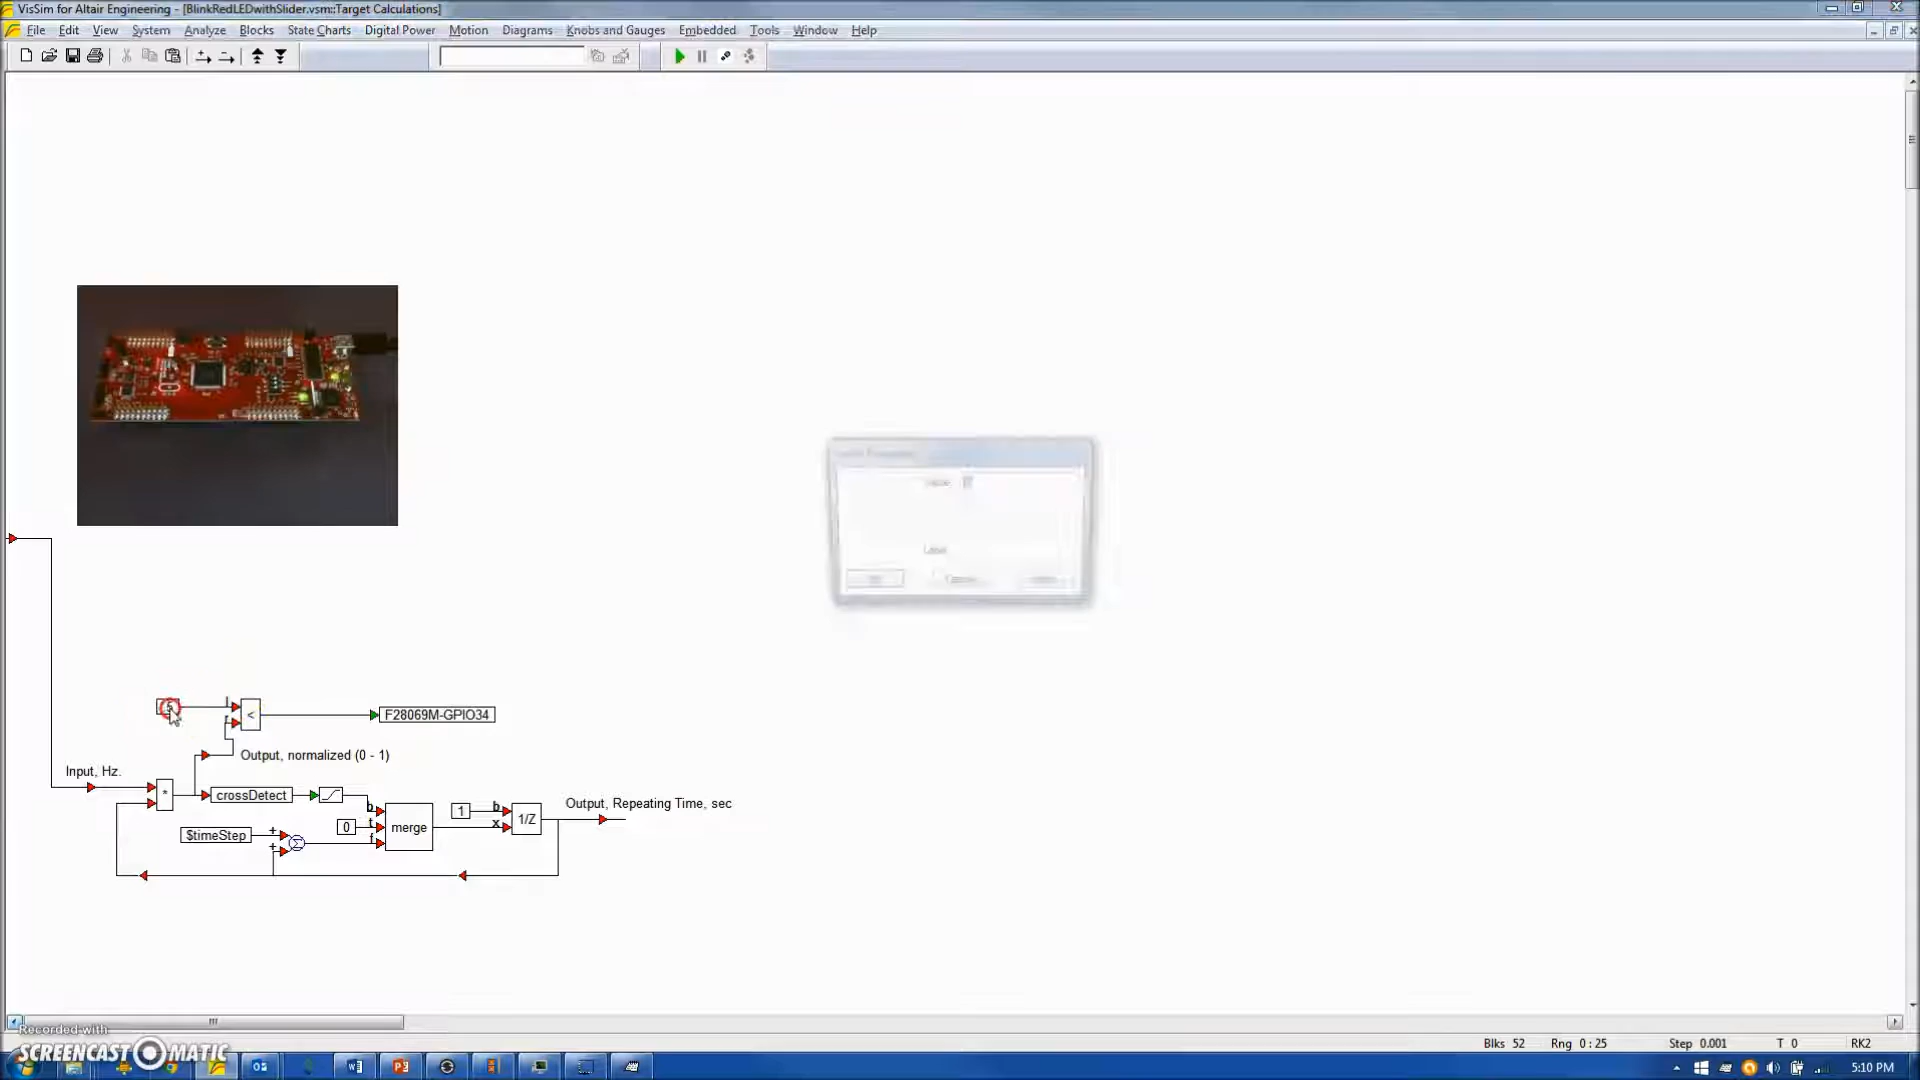 VisSim for Altair Engineering - [BlinkRedLEDwithSlider.vsm::Target Calculations]
File Edit View System Analyze Blocks State Charts Digital Power Motion Diagrams Knobs and Gauges Embedded Tools Window Help
l
<
F28069M-GPIO34
r
Output, normalized (0 - 1)
Input, Hz.
*
crossDetect
b
1
b
Output, Repeating Time, sec
0
t
merge
x
1/Z
$timeStep
+
+
Σ
f
Label
Recorded with
SCREENCAST MATIC
Blks 52 Rng 0 : 25 Step 0.001 T 0 RK2
5:10 PM